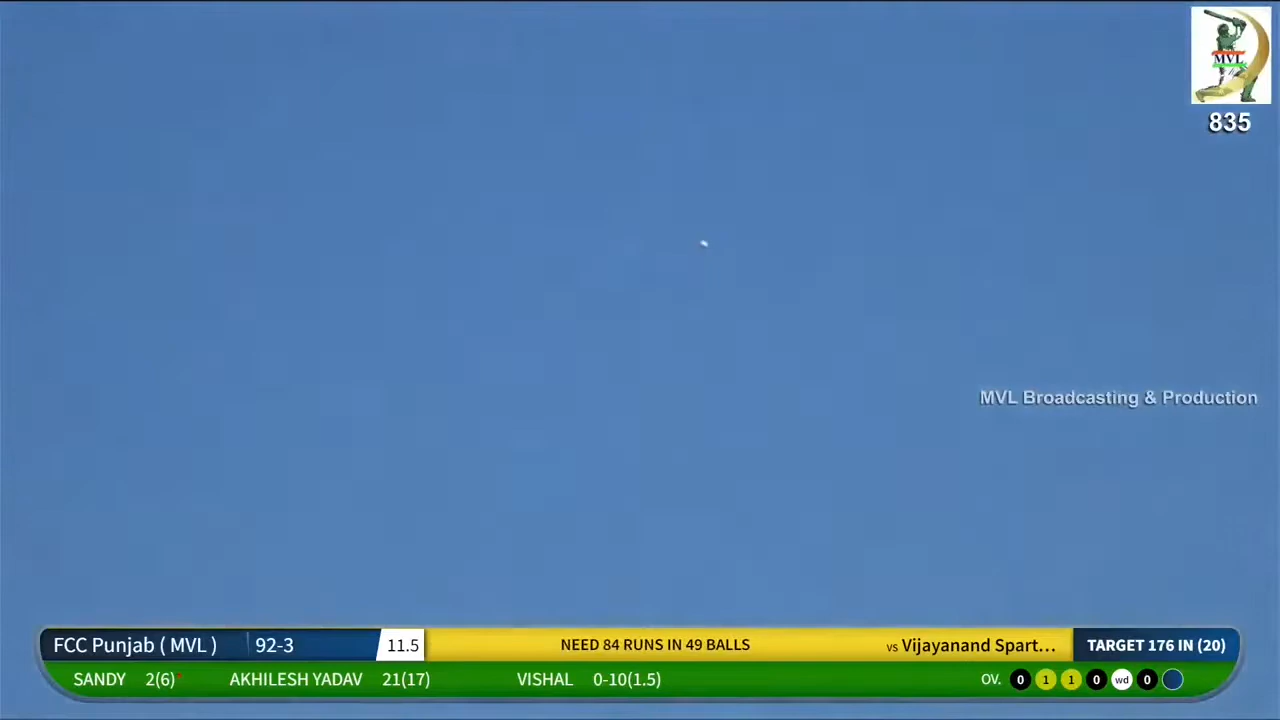 MVL
835
MVL Broadcasting & Production
FCC Punjab ( MVL ) 92-3 11.5 NEED 84 RUNS IN 49 BALLS vs Vijayanand Spart... TARGET 176 IN (20)
SANDY 2(6)* AKHILESH YADAV 21(17) VISHAL 0-10(1.5) OV. 0 1 1 0 wd 0